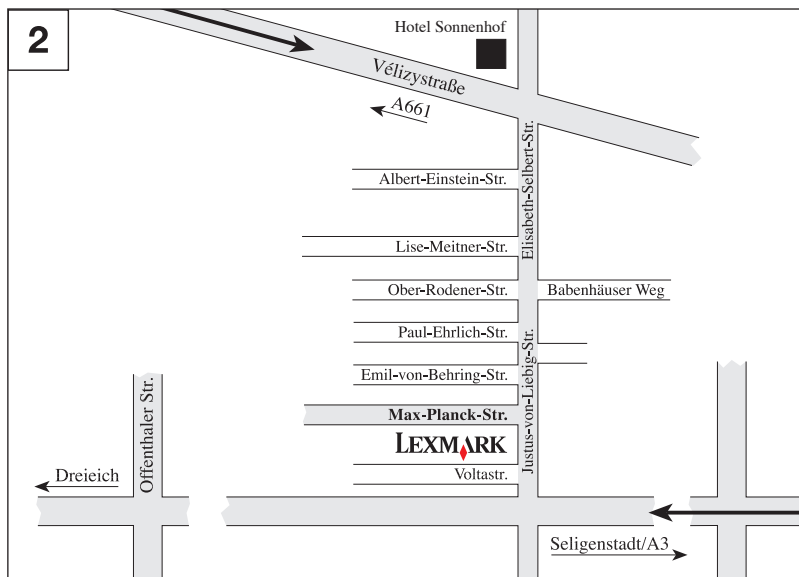 2
Hotel Sonnenhof
Vélizystraße
A661
Albert-Einstein-Str.
Elisabeth-Selbert-Str.
Lise-Meitner-Str.
Ober-Rodener-Str.
Babenhäuser Weg
Paul-Ehrlich-Str.
Justus-von-Liebig-Str.
Emil-von-Behring-Str.
Max-Planck-Str.
LEXMARK
Voltastr.
Offenthaler Str.
Dreieich
Seligenstadt/A3